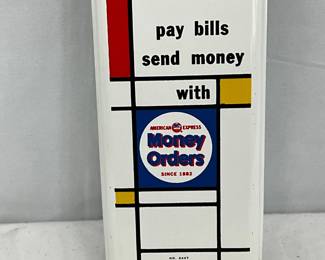 pay bills
send money
with
AMERICAN EXPRESS
Money
Orders
SINCE 1882